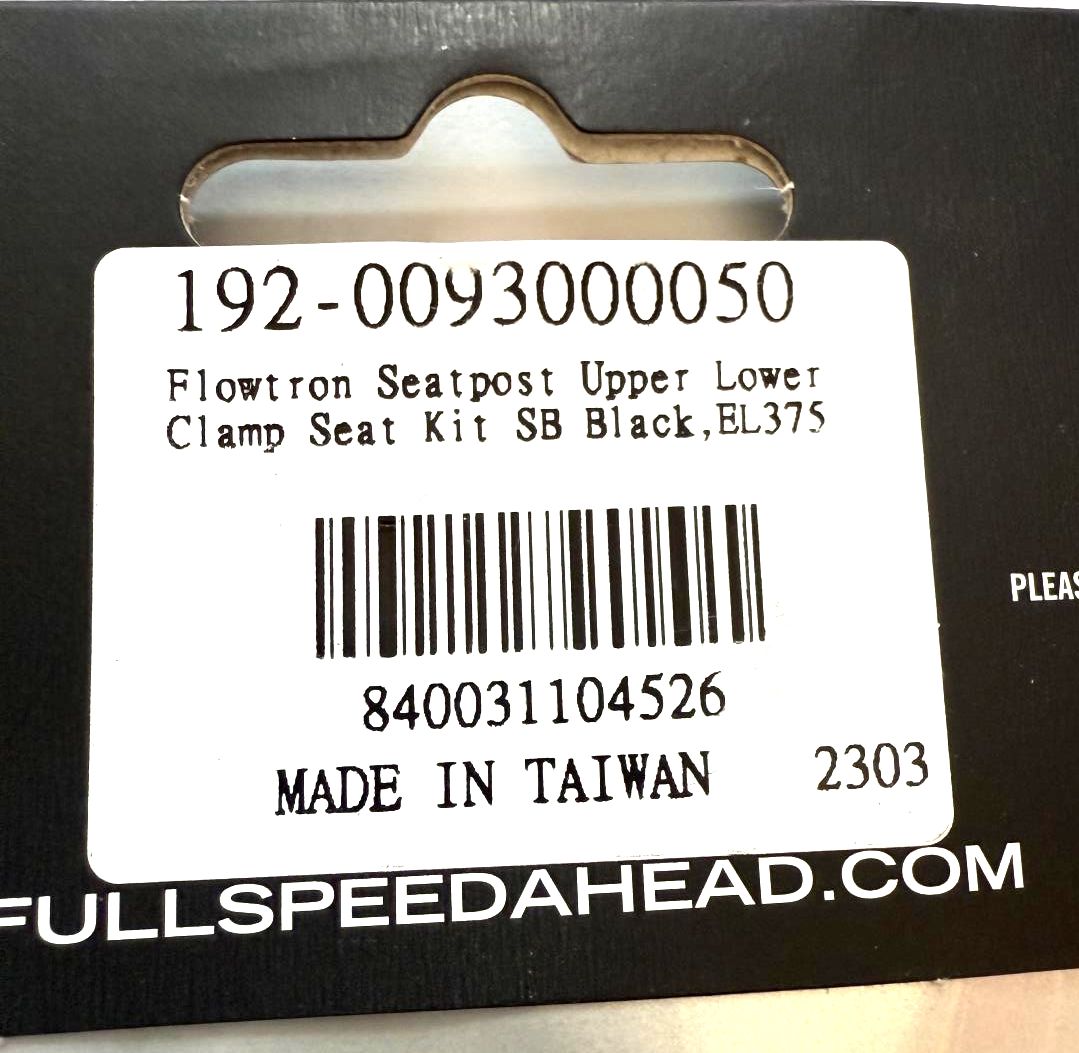 192-0093000050
Flowtron Seatpost Upper Lower
Clamp Seat Kit SB Black,EL375
840031104526
MADE IN TAIWAN 2303
PLEAS
FULLSPEEDAHEAD.COM